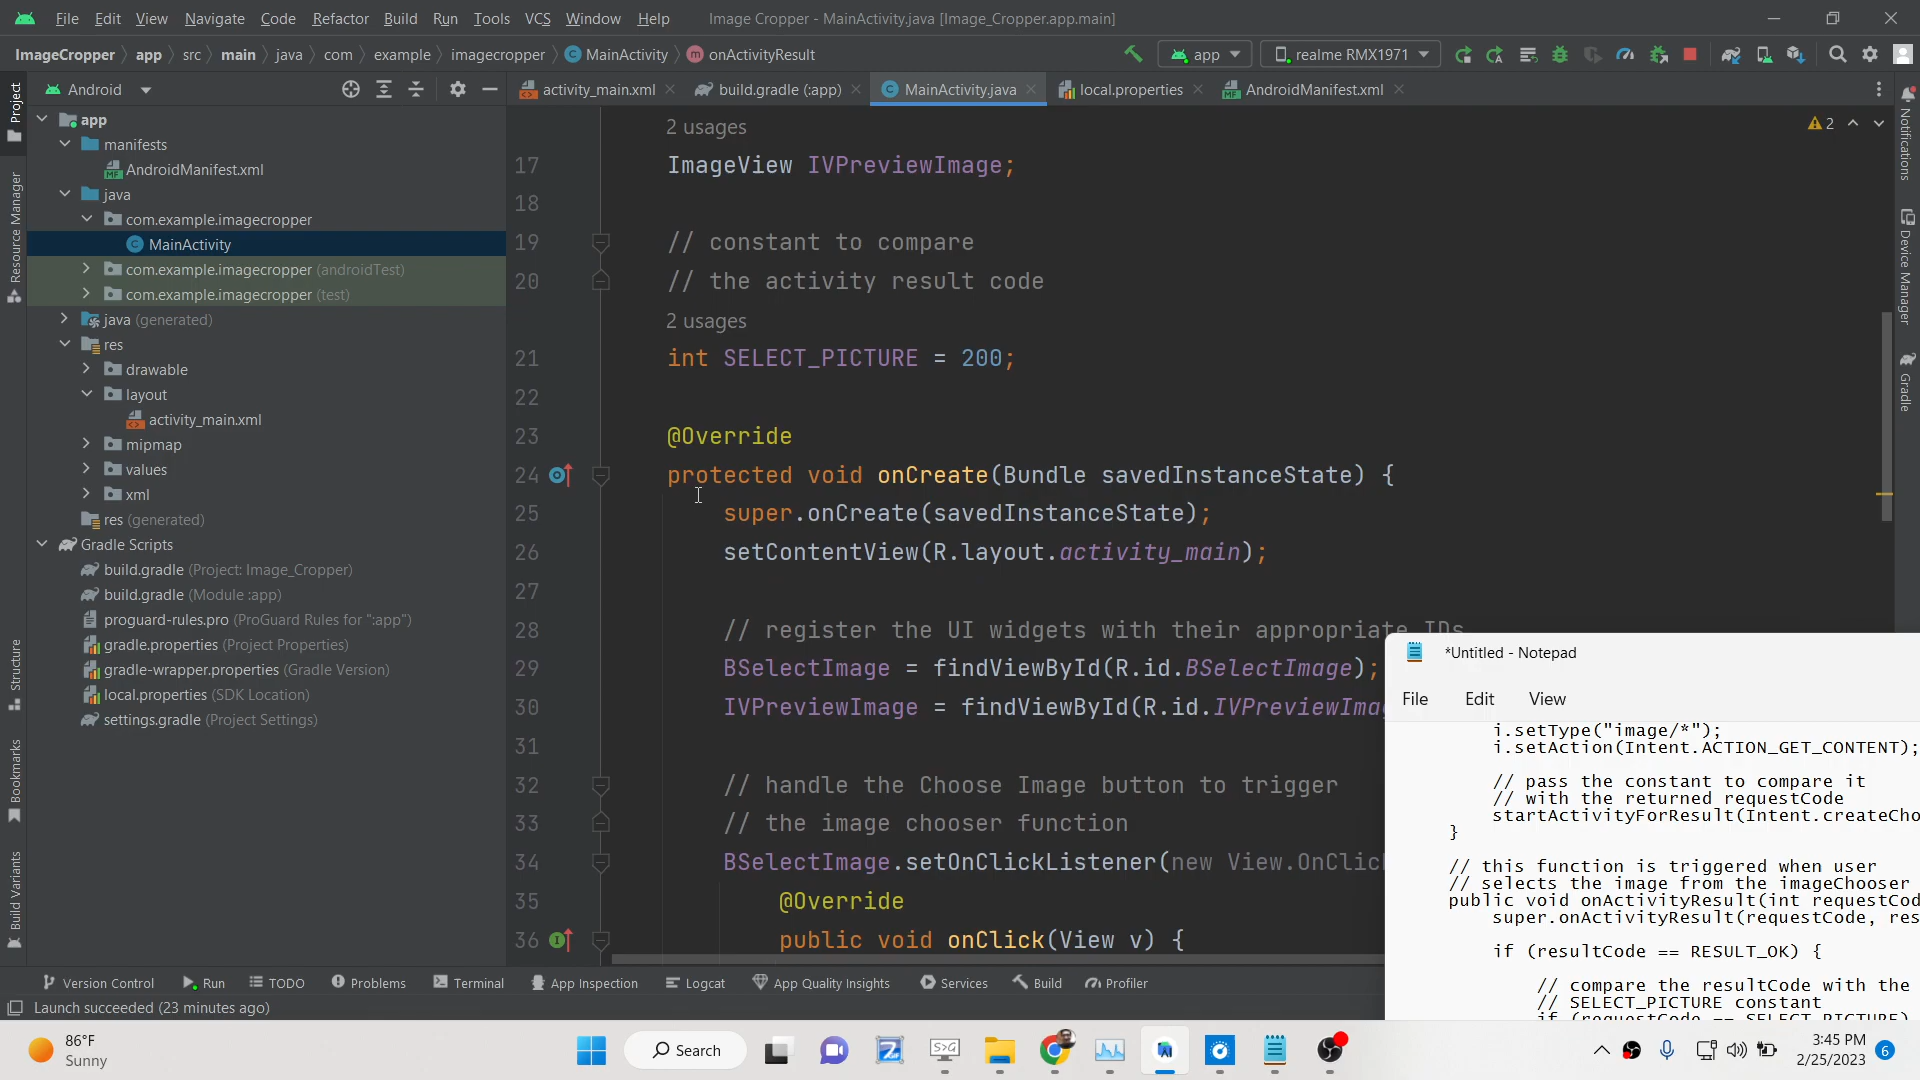 File Edit View Navigate Code Refactor Build Run Tools VCS Window Help Image Cropper - MainActivity.java [Image_Cropper.app.main]
ImageCropper app src main java com example imagecropper MainActivity onActivityResult app realme RMX1971
Android
activity_main.xml build.gradle (:app) MainActivity.java local.properties AndroidManifest.xml
Project
Resource Manager
Structure
Bookmarks
Build Variants
app
manifests
AndroidManifest.xml
java
com.example.imagecropper
MainActivity
com.example.imagecropper (androidTest)
com.example.imagecropper (test)
java (generated)
res
drawable
layout
activity_main.xml
mipmap
values
xml
res (generated)
Gradle Scripts
build.gradle (Project: Image_Cropper)
build.gradle (Module :app)
proguard-rules.pro (ProGuard Rules for ":app")
gradle.properties (Project Properties)
gradle-wrapper.properties (Gradle Version)
local.properties (SDK Location)
settings.gradle (Project Settings)
2 usages
2
17 ImageView IVPreviewImage;
18
19 // constant to compare
20 // the activity result code
2 usages
21 int SELECT_PICTURE = 200;
22
23 @Override
24 protected void onCreate(Bundle savedInstanceState) {
25 super.onCreate(savedInstanceState);
26 setContentView(R.layout.activity_main);
27
28 // register the UI widgets with their appropriate IDs
29 BSelectImage = findViewById(R.id.BSelectImage);
30 IVPreviewImage = findViewById(R.id.IVPreviewImag
31
32 // handle the Choose Image button to trigger
33 // the image chooser function
34 BSelectImage.setOnClickListener(new View.OnClic
35 @Override
36 public void onClick(View v) {
Notifications
Device Manager
Gradle
*Untitled - Notepad
File Edit View
i.setType("image/*");
i.setAction(Intent.ACTION_GET_CONTENT);
// pass the constant to compare it
// with the returned requestCode
startActivityForResult(Intent.createCho
}
// this function is triggered when user
// selects the image from the imageChooser
public void onActivityResult(int requestCod
super.onActivityResult(requestCode, res
if (resultCode == RESULT_OK) {
// compare the resultCode with the
// SELECT_PICTURE constant
if (requestCode == SELECT_PICTURE)
Version Control Run TODO Problems Terminal App Inspection Logcat App Quality Insights Services Build Profiler
Launch succeeded (23 minutes ago)
86°F
Sunny
Search
3:45 PM
2/25/2023
6